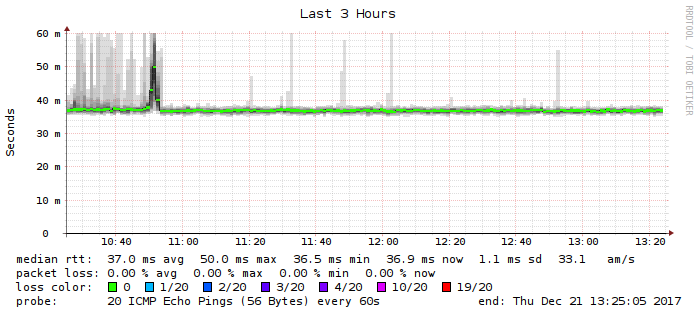 Last 3 Hours
RRDTOOL / TOBI OETIKER
Seconds
60 m
50 m
40 m
30 m
20 m
10 m
0
10:40 11:00 11:20 11:40 12:00 12:20 12:40 13:00 13:20
median rtt: 37.0 ms avg 50.0 ms max 36.5 ms min 36.9 ms now 1.1 ms sd 33.1 am/s
packet loss: 0.00 % avg 0.00 % max 0.00 % min 0.00 % now
loss color: 0 1/20 2/20 3/20 4/20 10/20 19/20
probe: 20 ICMP Echo Pings (56 Bytes) every 60s end: Thu Dec 21 13:25:05 2017